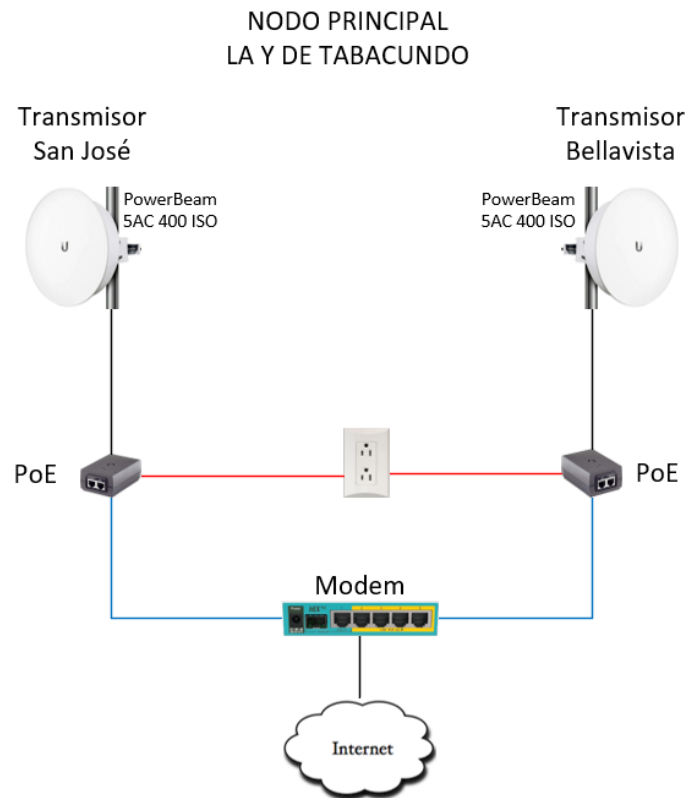 NODO PRINCIPAL
LA Y DE TABACUNDO
Transmisor
San José
Transmisor
Bellavista
PowerBeam
5AC 400 ISO
PowerBeam
5AC 400 ISO
PoE
PoE
Modem
Internet